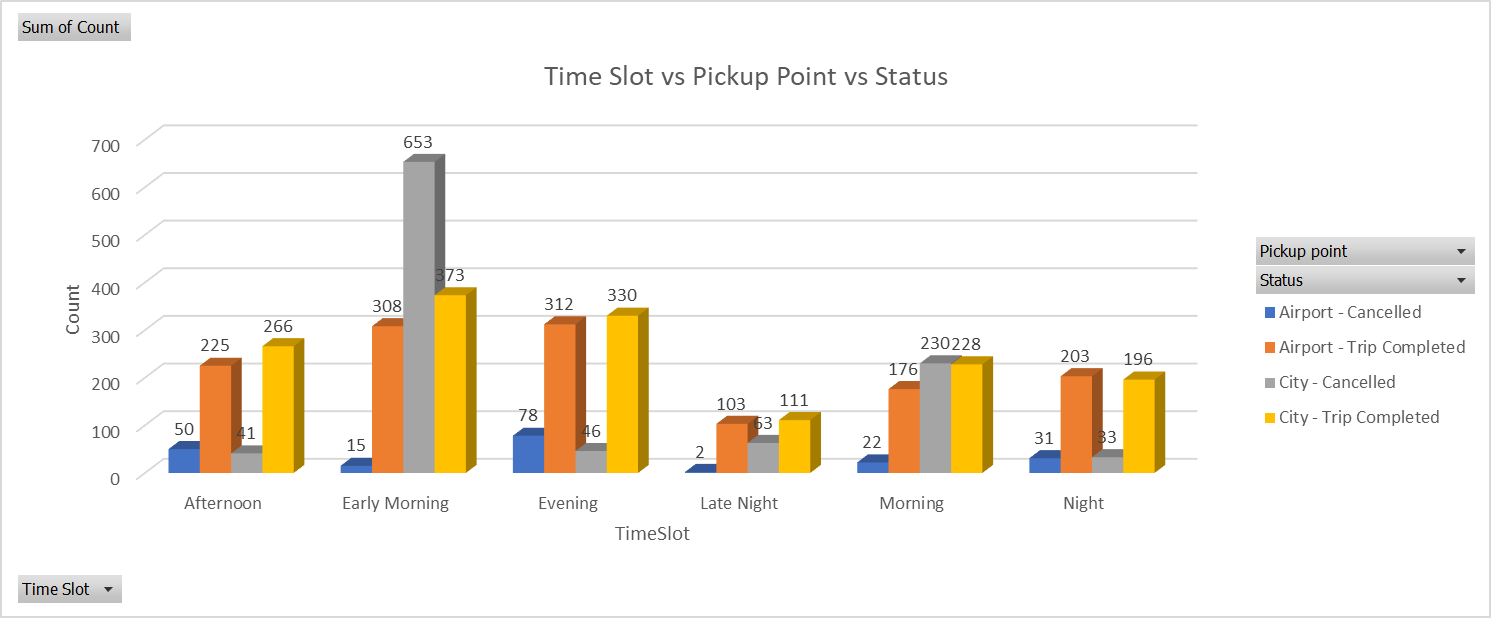 Sum of Count
Time Slot vs Pickup Point vs Status
700
600
500
400
300
200
100
0
Count
50
225
41
266
15
308
653
373
78
312
46
330
2
103
63
111
22
176
230
228
31
203
33
196
Afternoon
Early Morning
Evening
Late Night
Morning
Night
TimeSlot
Pickup point
Status
Airport - Cancelled
Airport - Trip Completed
City - Cancelled
City - Trip Completed
Time Slot